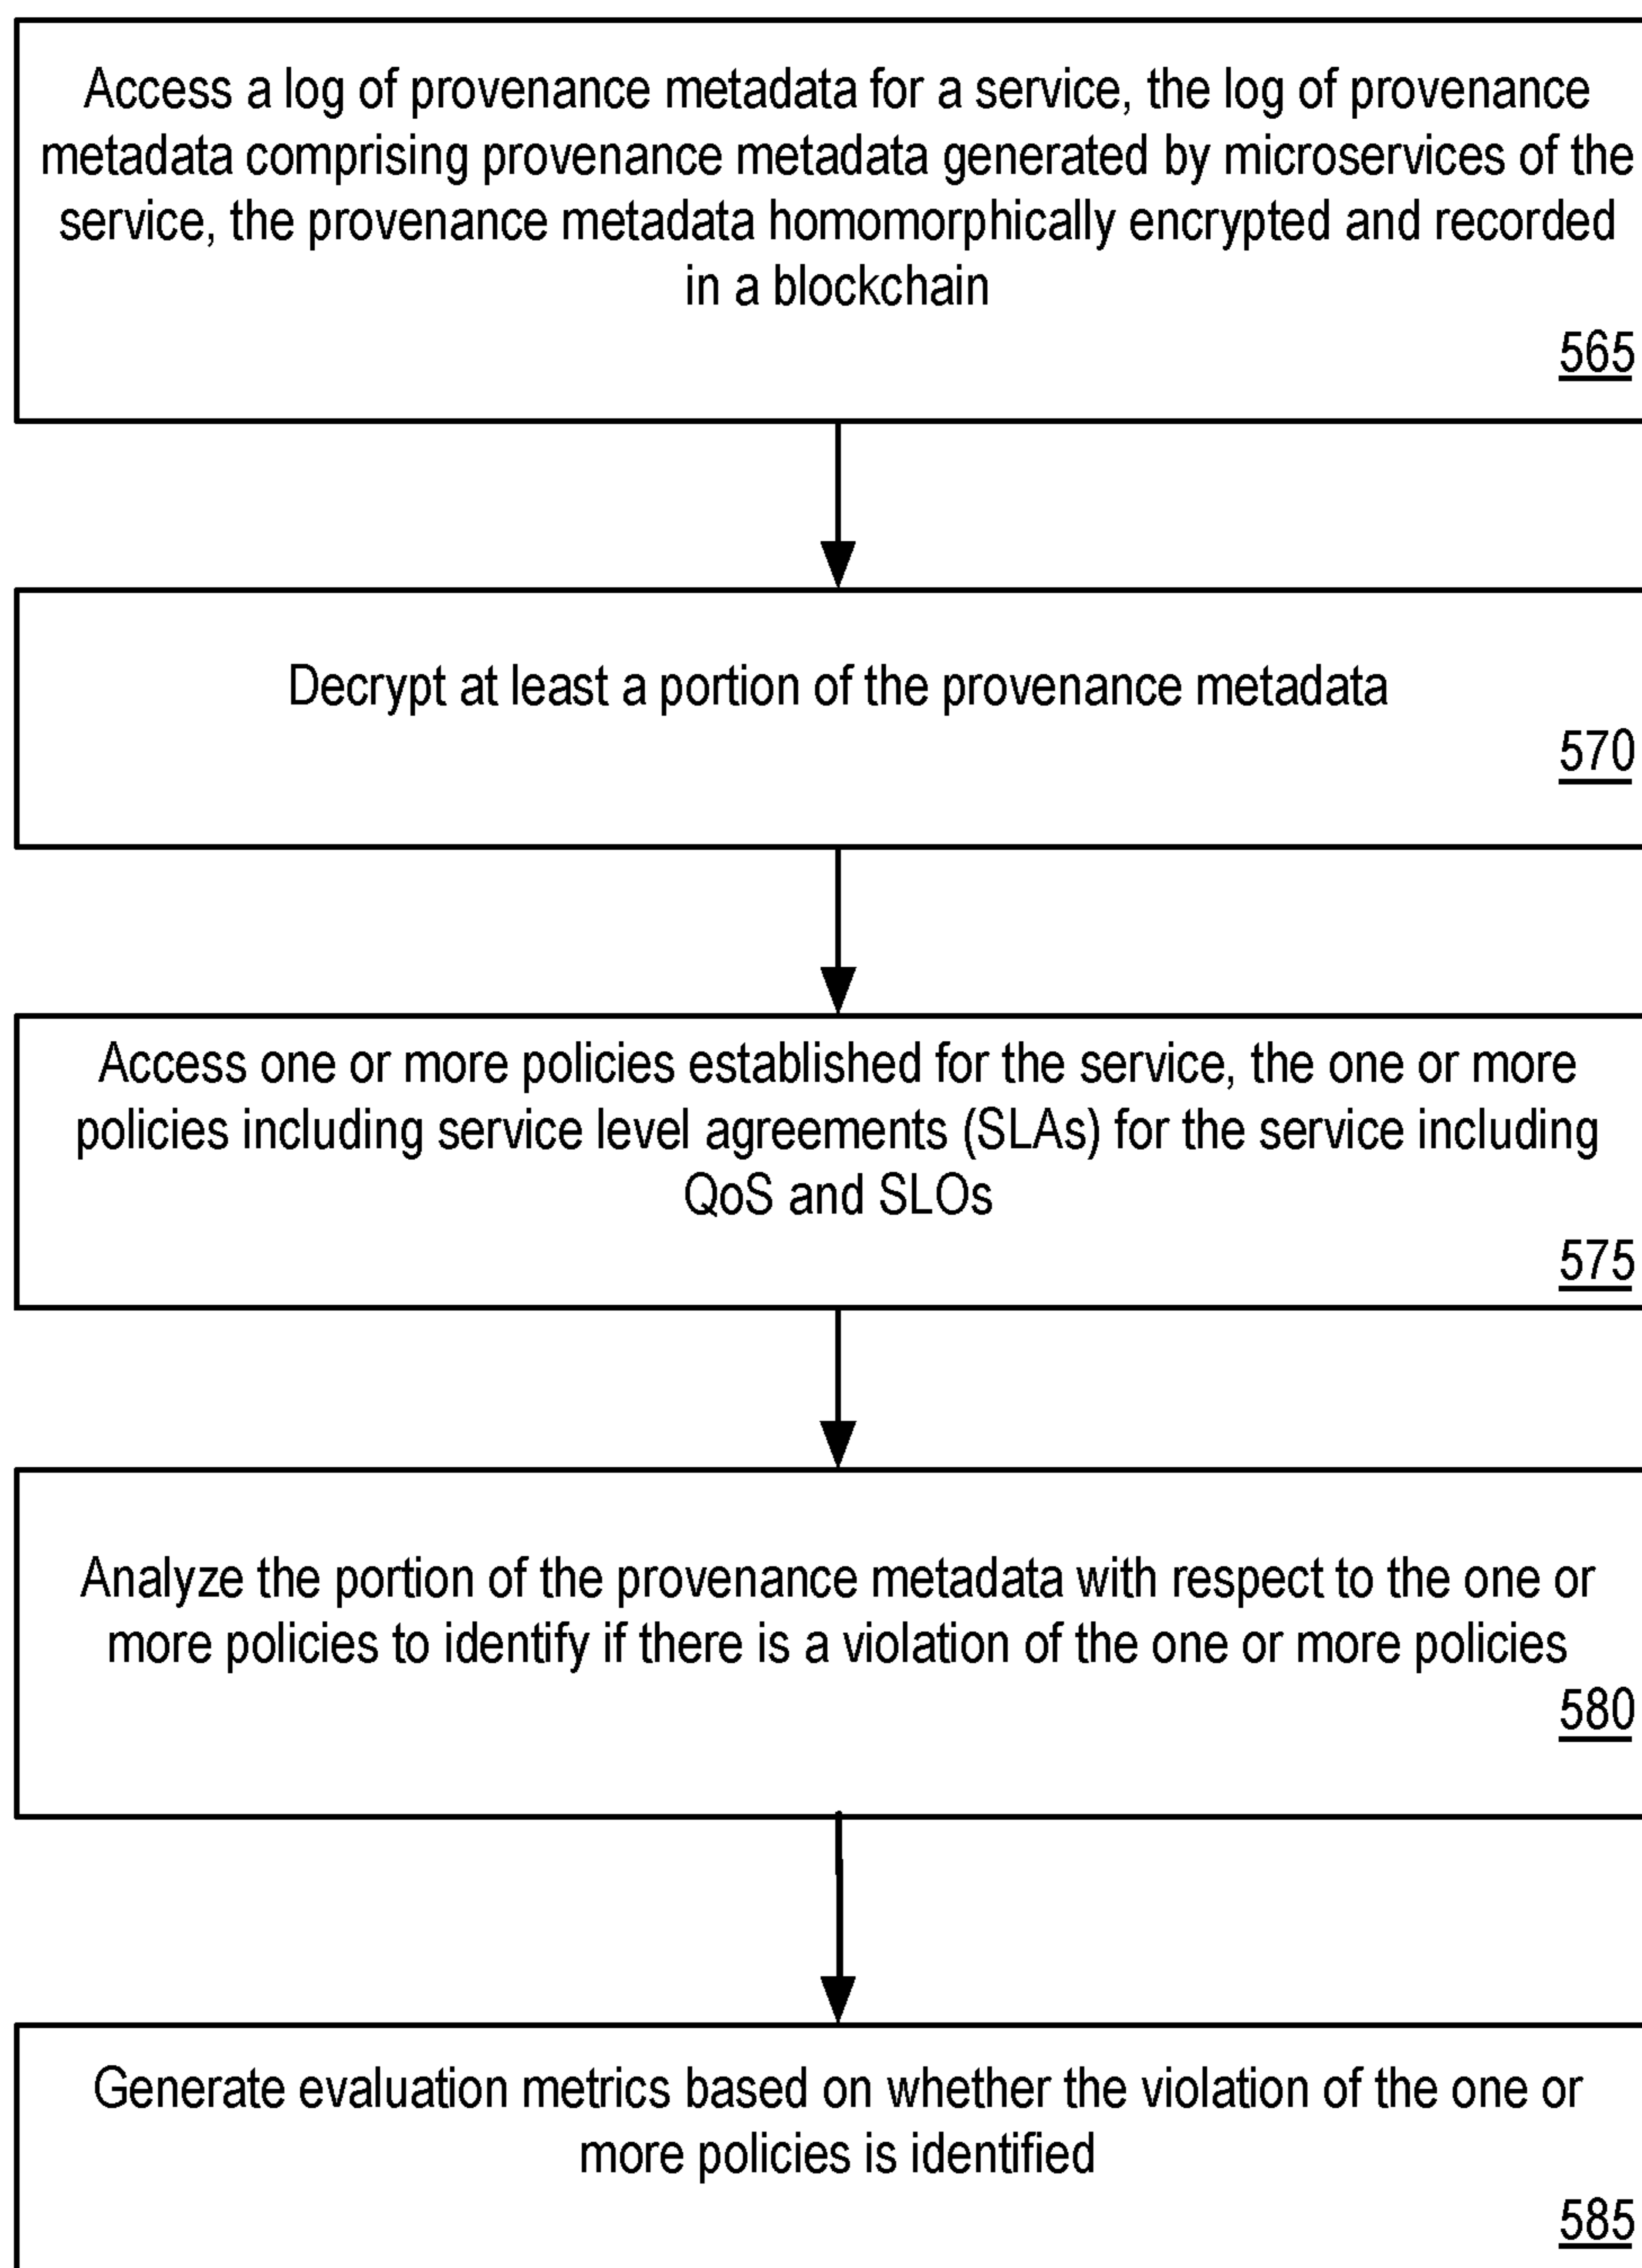 Access a log of provenance metadata for a service, the log of provenance
metadata comprising provenance metadata generated by microservices of the
service, the provenance metadata homomorphically encrypted and recorded
in a blockchain
565
Decrypt at least a portion of the provenance metadata
570
Access one or more policies established for the service, the one or more
policies including service level agreements (SLAs) for the service including
QoS and SLOs
575
Analyze the portion of the provenance metadata with respect to the one or
more policies to identify if there is a violation of the one or more policies
580
Generate evaluation metrics based on whether the violation of the one or
more policies is identified
585